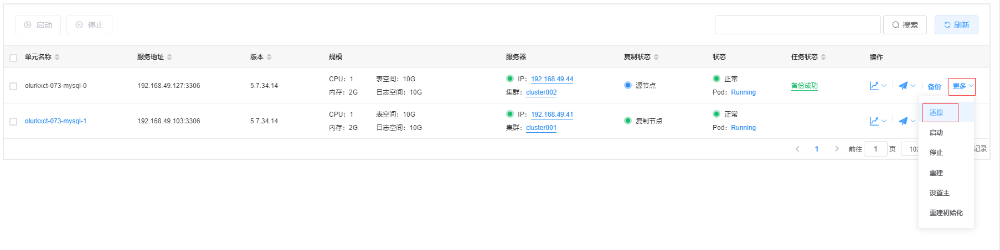 启动 停止 搜索 刷新
单元名称 服务地址 版本 规模 服务器 复制状态 状态 任务状态 操作
olurkxct-073-mysql-0 192.168.49.127:3306 5.7.34.14 CPU：1 表空间：10G IP：192.168.49.44 源节点 正常 备份成功 备份 更多
内存：2G 日志空间：10G 集群：cluster002 Pod：Running
olurkxct-073-mysql-1 192.168.49.103:3306 5.7.34.14 CPU：1 表空间：10G IP：192.168.49.41 复制节点 正常
内存：2G 日志空间：10G 集群：cluster001 Pod：Running
1 前往 1 页 10 记录
还原
启动
停止
重建
设置主
重建初始化